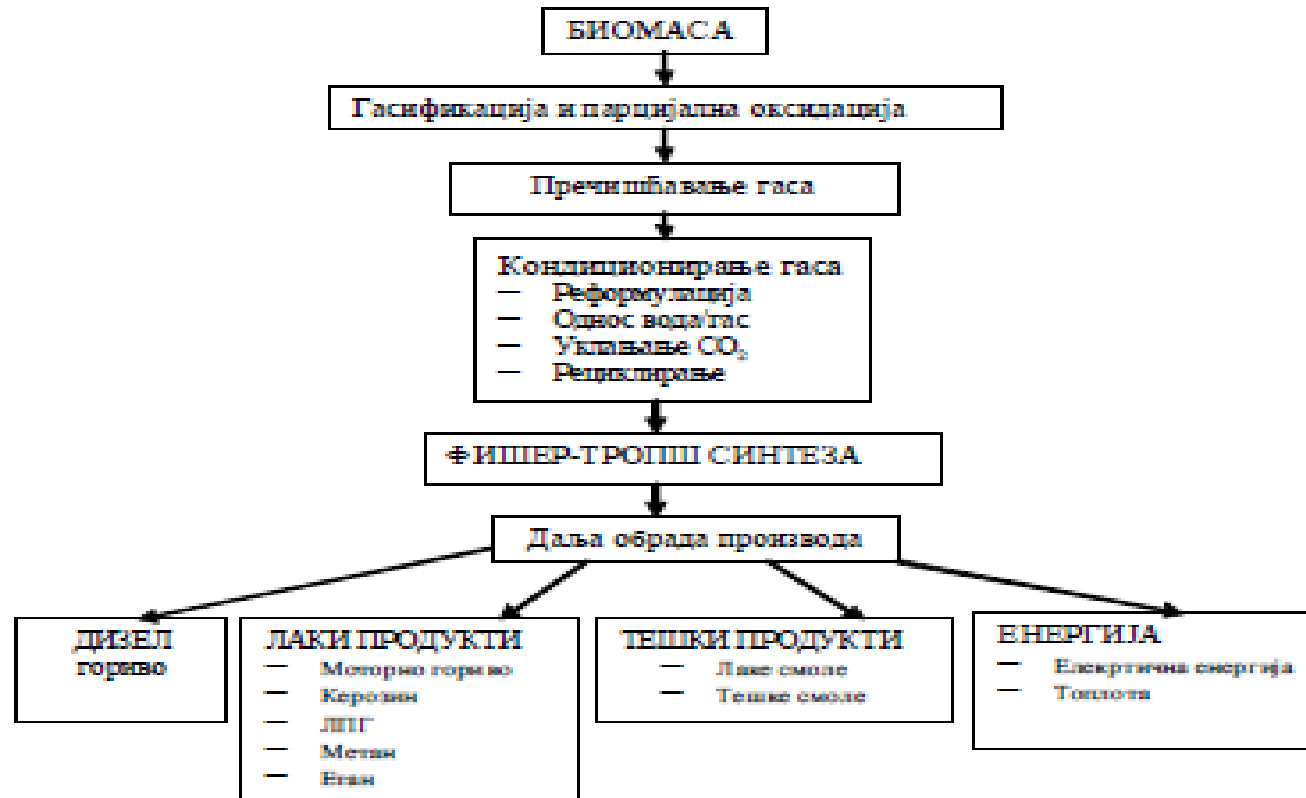 БИОМАСА
Гасификација и парцијална оксидација
Пречишћавање гаса
Кондиционирање гаса
— Реформулација
— Однос вода/гас
— Уклањање CO₂
— Рециклирање
ФИШЕР-ТРОПШ СИНТЕЗА
Даља обрада производа
ДИЗЕЛ
гориво
ЛАКИ ПРОДУКТИ
— Моторно гориво
— Керозин
— ЛПГ
— Метан
— Етан
ТЕШКИ ПРОДУКТИ
— Лаке смоле
— Тешке смоле
ЕНЕРГИЈА
— Елекртична енергија
— Топлота